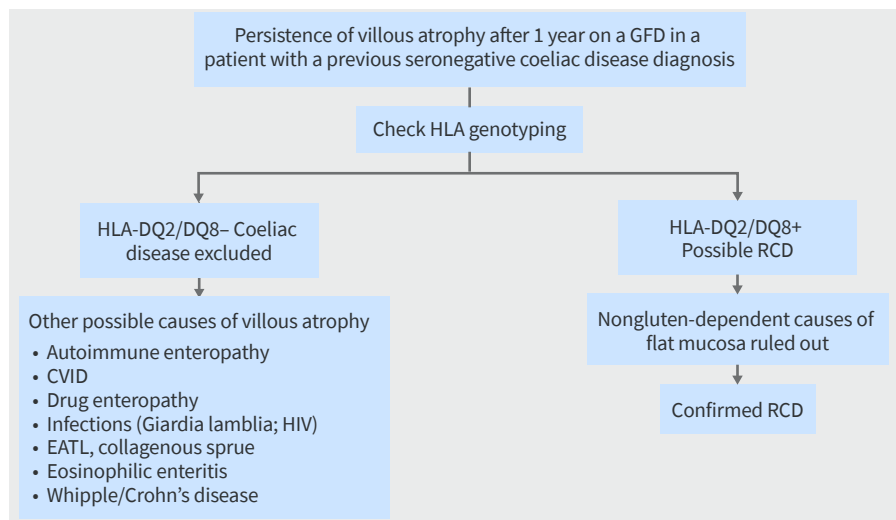 Persistence of villous atrophy after 1 year on a GFD in a
patient with a previous seronegative coeliac disease diagnosis
Check HLA genotyping
HLA-DQ2/DQ8– Coeliac
disease excluded
HLA-DQ2/DQ8+
Possible RCD
Other possible causes of villous atrophy
• Autoimmune enteropathy
• CVID
• Drug enteropathy
• Infections (Giardia lamblia; HIV)
• EATL, collagenous sprue
• Eosinophilic enteritis
• Whipple/Crohn's disease
Nongluten-dependent causes of
flat mucosa ruled out
Confirmed RCD